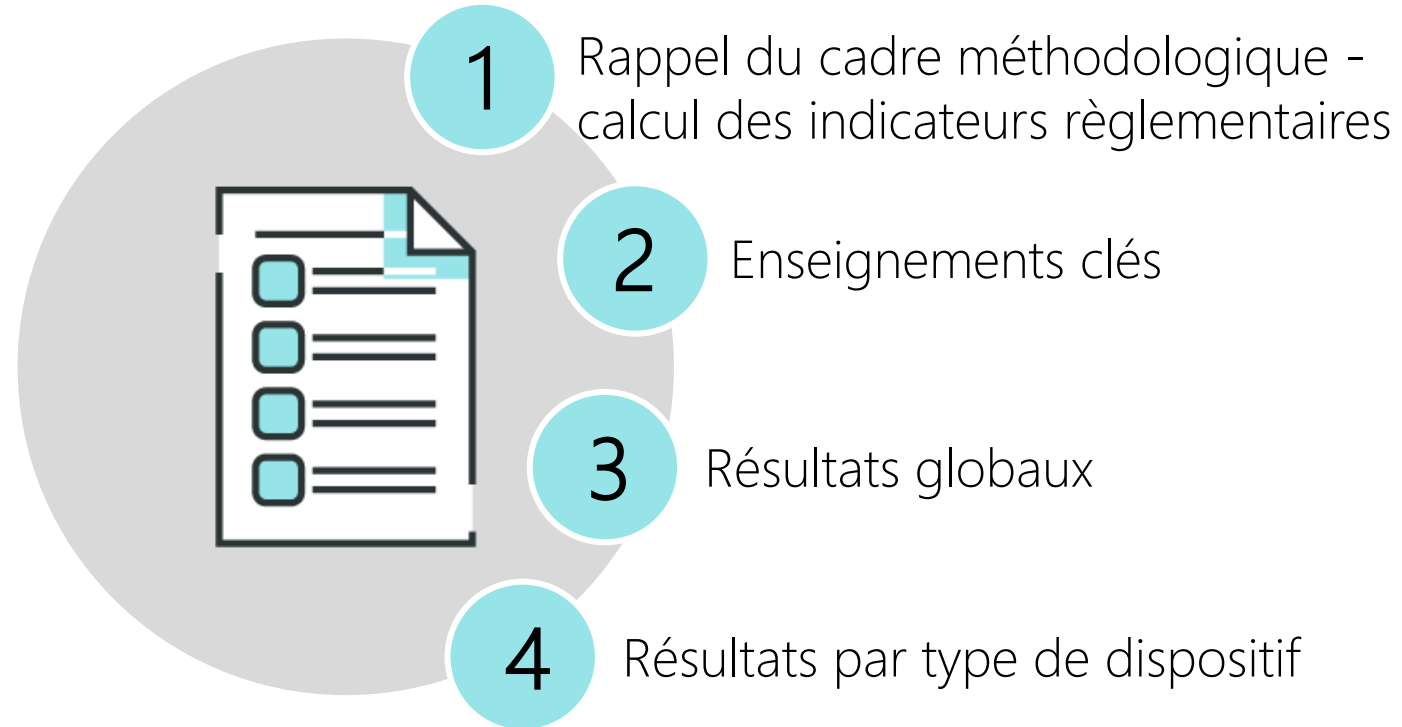 1
Rappel du cadre méthodologique -
calcul des indicateurs règlementaires
2
Enseignements clés
3
Résultats globaux
4
Résultats par type de dispositif